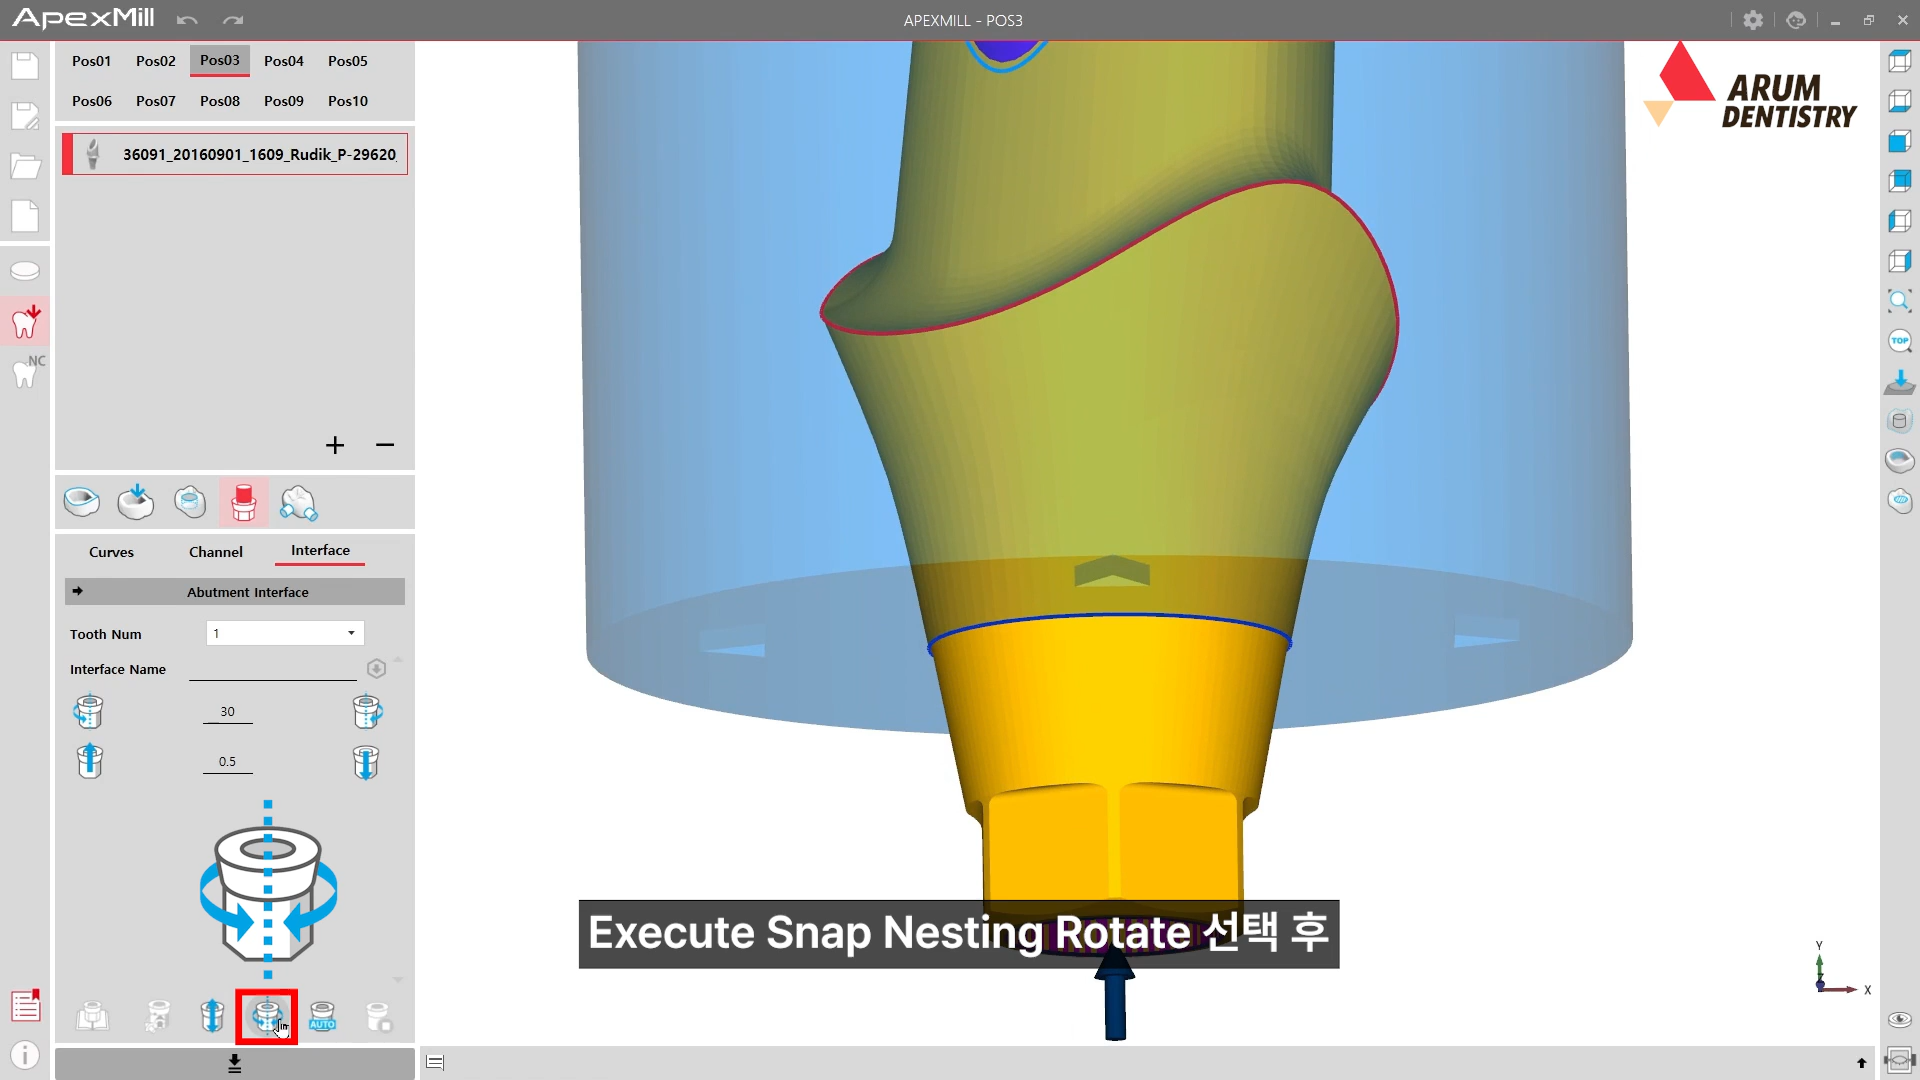 ApexMill
APEXMILL - POS3
Pos01 Pos02 Pos03 Pos04 Pos05
Pos06 Pos07 Pos08 Pos09 Pos10
ARUM
DENTISTRY
36091_20160901_1609_Rudik_P-29620_
NC
TOP
Curves Channel Interface
Abutment Interface
Tooth Num 1
Interface Name
30
0.5
Execute Snap Nesting Rotate 선택 후
AUTO
Y
Z
X